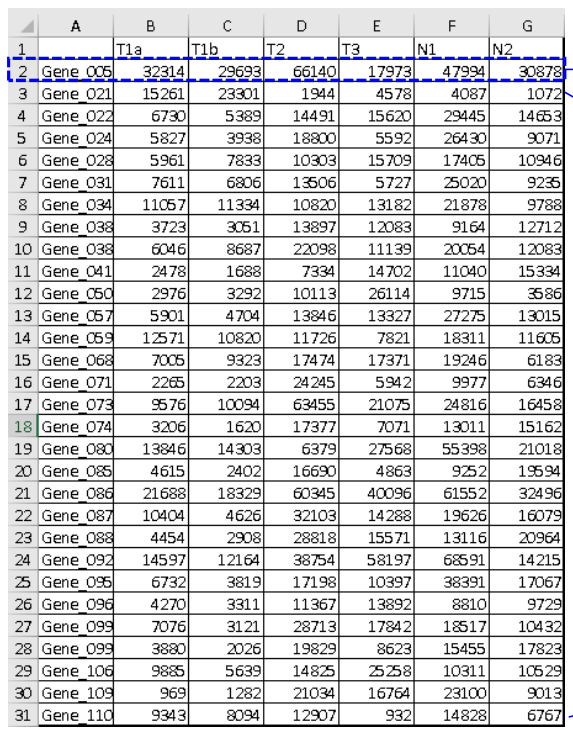 A B C D E F G
1 T1a T1b T2 T3 N1 N2
2 Gene_005 32314 29693 66140 17973 47994 30878
3 Gene_021 15261 23301 1944 4578 4087 1072
4 Gene_022 6730 5389 14491 15620 29445 14653
5 Gene_024 5827 3938 18800 5592 26430 9071
6 Gene_028 5961 7833 10303 15709 17405 10946
7 Gene_031 7611 6806 13506 5727 25020 9235
8 Gene_034 11057 11334 10820 13182 21878 9788
9 Gene_038 3723 3051 13897 12083 9164 12712
10 Gene_038 6046 8687 22098 11139 20054 12083
11 Gene_041 2478 1688 7334 14702 11040 15334
12 Gene_050 2976 3292 10113 26114 9715 3586
13 Gene_057 5901 4704 13846 13327 27275 13015
14 Gene_059 12571 10820 11726 7821 18311 11605
15 Gene_068 7005 9323 17474 17371 19246 6183
16 Gene_071 2265 2203 24245 5942 9977 6346
17 Gene_073 9576 10094 63455 21075 24816 16458
18 Gene_074 3206 1620 17377 7071 13011 15162
19 Gene_080 13846 14303 6379 27568 55398 21018
20 Gene_085 4615 2402 16690 4863 9252 19594
21 Gene_086 21688 18329 60345 40096 61552 32496
22 Gene_087 10404 4626 32103 14288 19626 16079
23 Gene_088 4454 2908 28818 15571 13116 20964
24 Gene_092 14597 12164 38754 58197 68591 14215
25 Gene_095 6732 3819 17198 10397 38391 17067
26 Gene_096 4270 3311 11367 13892 8810 9729
27 Gene_099 7076 3121 28713 17842 18517 10432
28 Gene_099 3880 2026 19829 8623 15455 17823
29 Gene_106 9885 5639 14825 25258 10311 10529
30 Gene_109 969 1282 21034 16764 23100 9013
31 Gene_110 9343 8094 12907 932 14828 6767